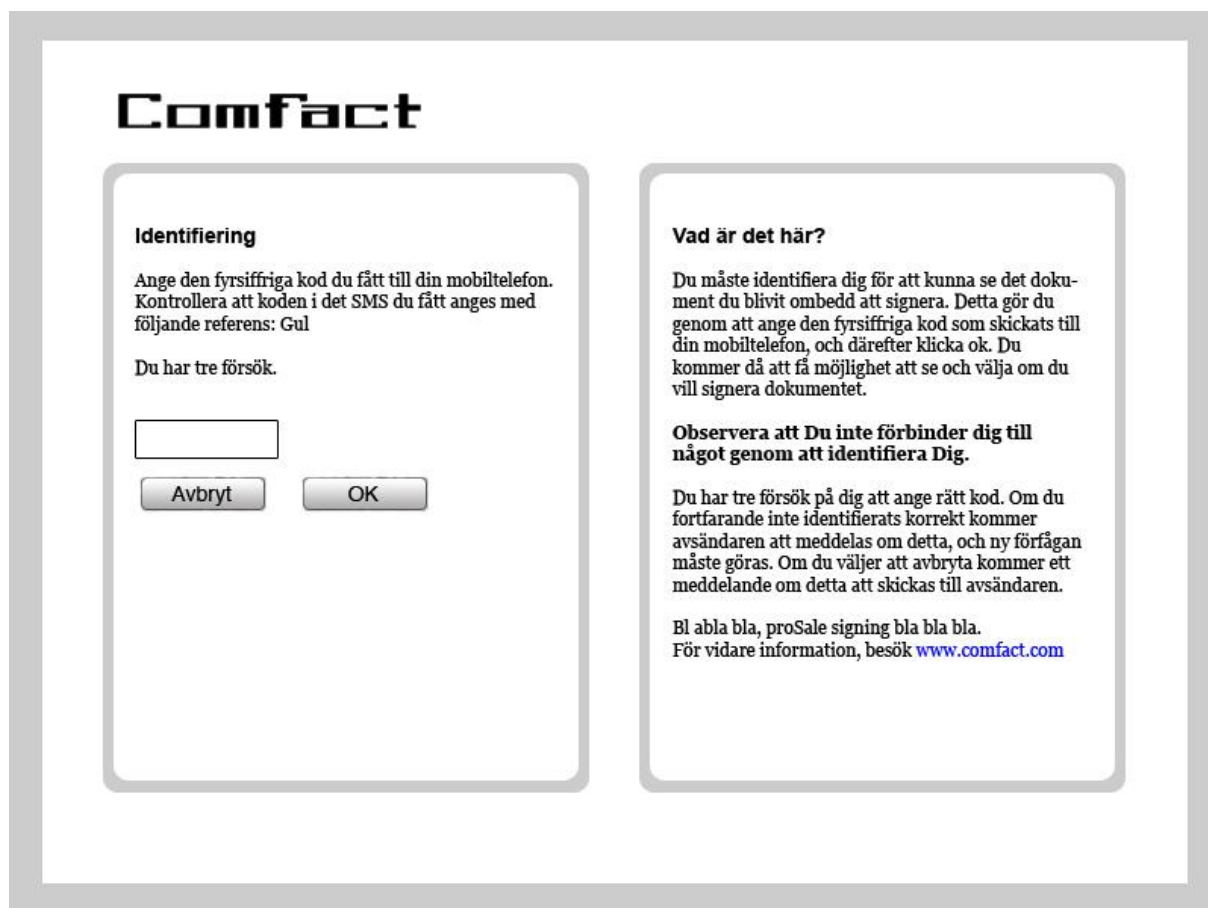 Comfact
Identifiering
Ange den fyrsiffriga kod du fått till din mobiltelefon.
Kontrollera att koden i det SMS du fått anges med
följande referens: Gul
Du har tre försök.
Avbryt
OK
Vad är det här?
Du måste identifiera dig för att kunna se det doku-
ment du blivit ombedd att signera. Detta gör du
genom att ange den fyrsiffriga kod som skickats till
din mobiltelefon, och därefter klicka ok. Du
kommer då att få möjlighet att se och välja om du
vill signera dokumentet.
Observera att Du inte förbinder dig till
något genom att identifiera Dig.
Du har tre försök på dig att ange rätt kod. Om du
fortfarande inte identifierats korrekt kommer
avsändaren att meddelas om detta, och ny förfågan
måste göras. Om du väljer att avbryta kommer ett
meddelande om detta att skickas till avsändaren.
Bl abla bla, proSale signing bla bla bla.
För vidare information, besök www.comfact.com